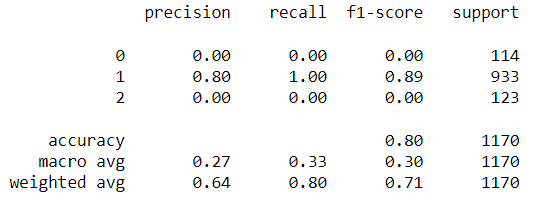 precision recall f1-score support
0 0.00 0.00 0.00 114
1 0.80 1.00 0.89 933
2 0.00 0.00 0.00 123
accuracy 0.80 1170
macro avg 0.27 0.33 0.30 1170
weighted avg 0.64 0.80 0.71 1170